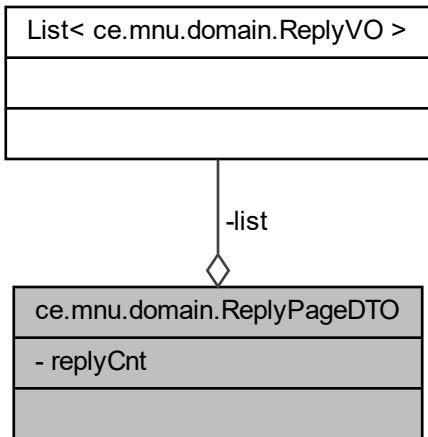 List< ce.mnu.domain.ReplyVO >
-list
ce.mnu.domain.ReplyPageDTO
- replyCnt